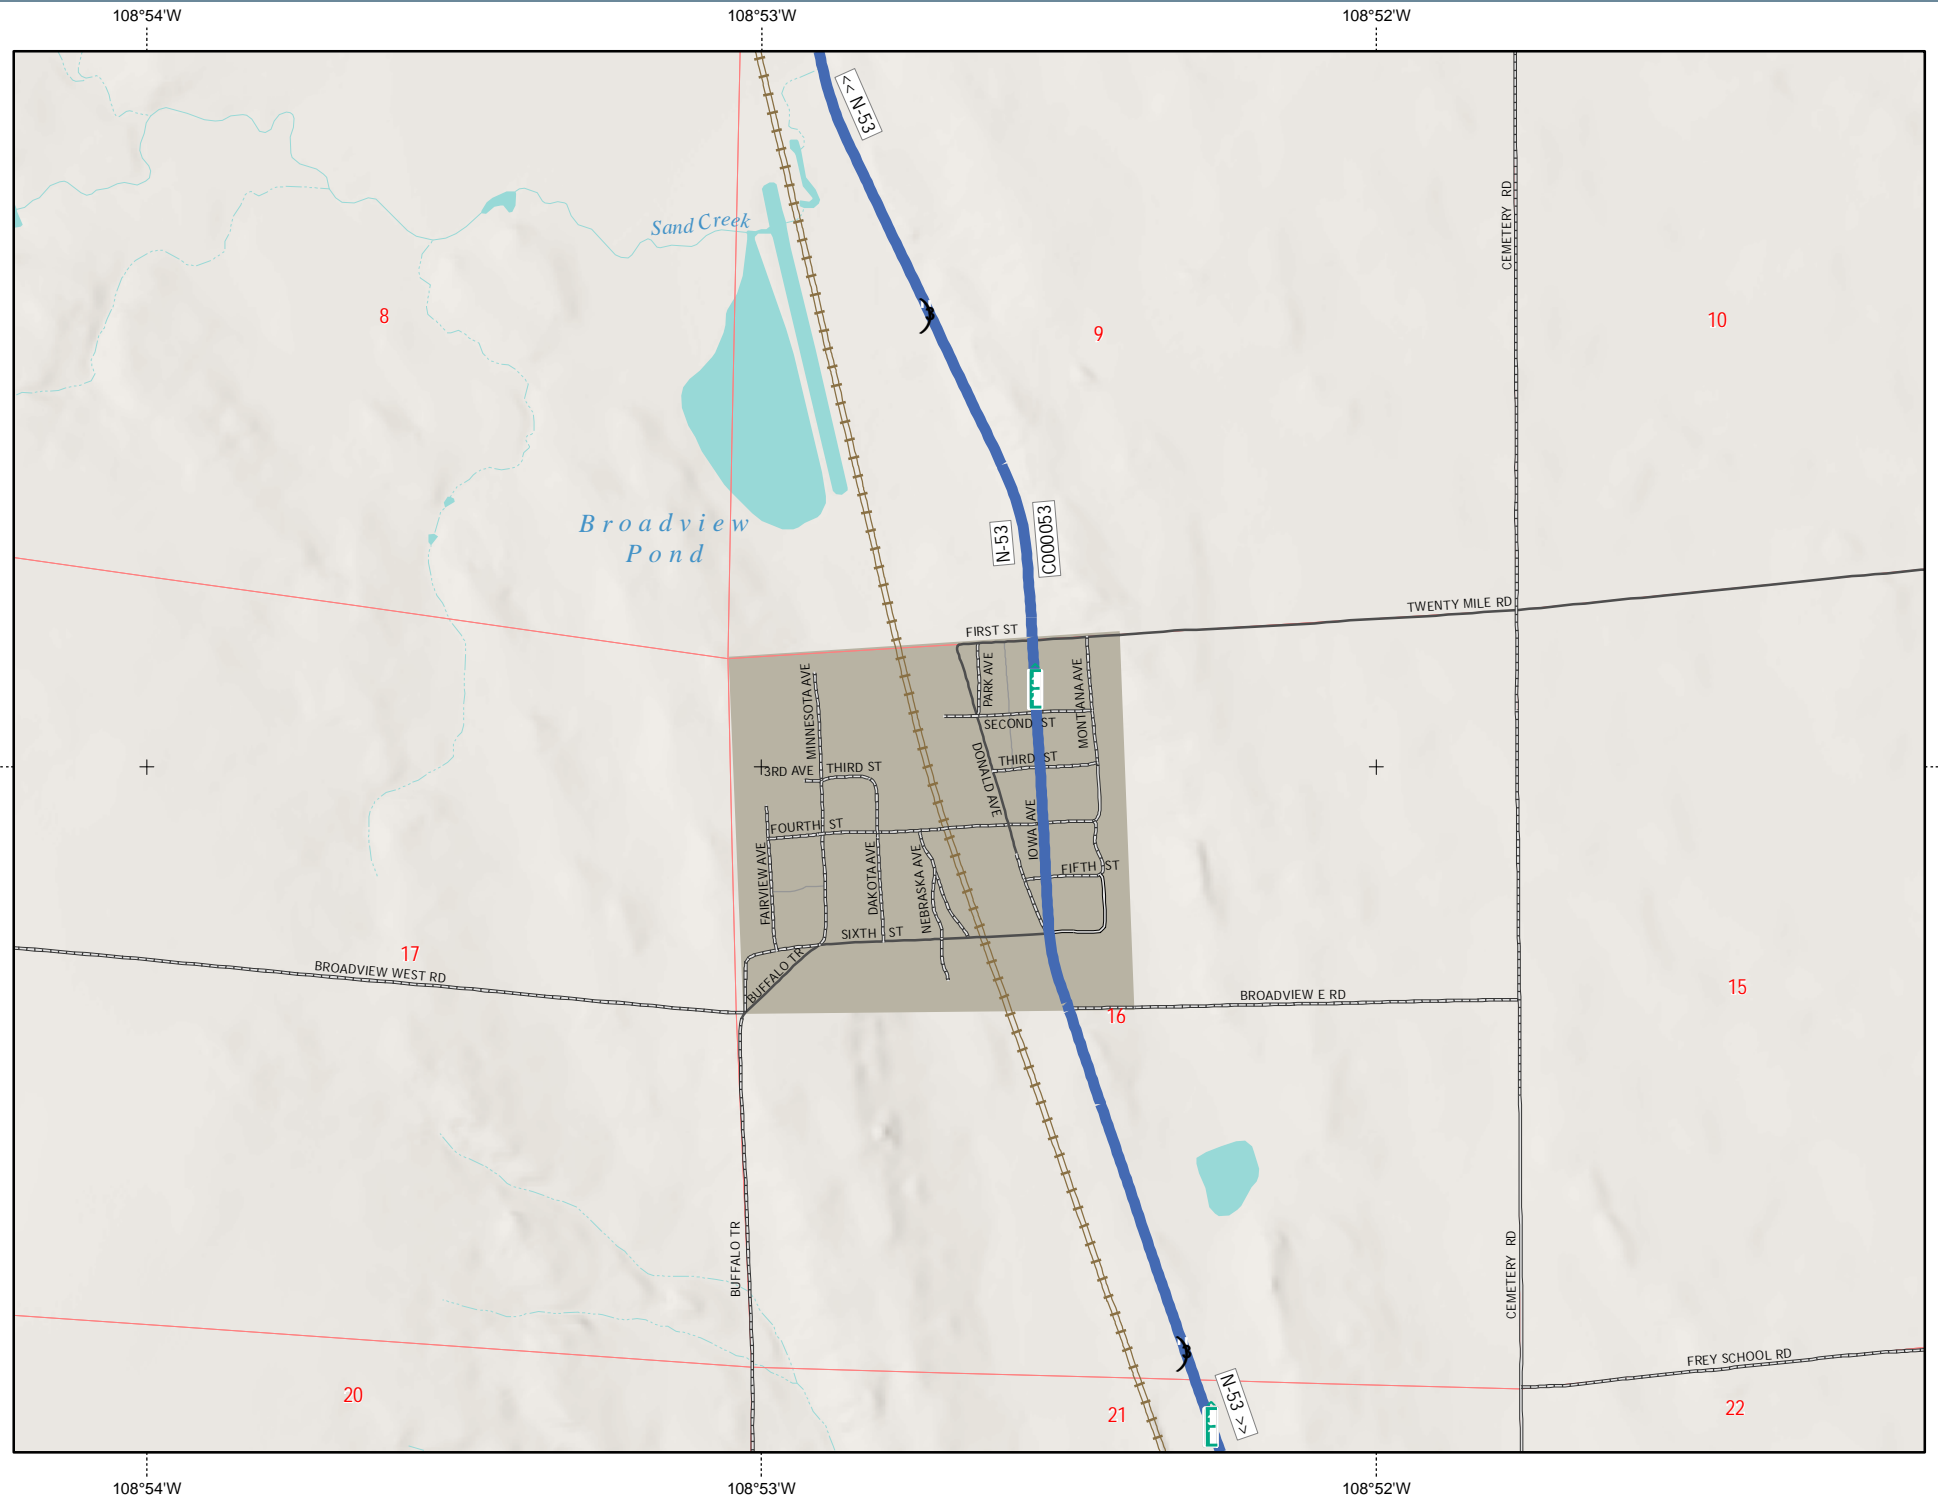 108°54'W
108°53'W
108°52'W
<< N-53
CEMETERY RD
Sand Creek
8
9
10
Broadview
Pond
N-53
C000053
TWENTY MILE RD
FIRST ST
PARK AVE
MINNESOTA AVE
MONTANA AVE
SECOND ST
DONALD AVE
3RD AVE
THIRD ST
THIRD ST
FOURTH ST
IOWA AVE
FAIRVIEW AVE
DAKOTA AVE
NEBRASKA AVE
FIFTH ST
SIXTH ST
17
BROADVIEW WEST RD
BUFFALO TR
BROADVIEW E RD
15
16
BUFFALO TR
CEMETERY RD
FREY SCHOOL RD
20
21
N-53 >>
22
108°54'W
108°53'W
108°52'W